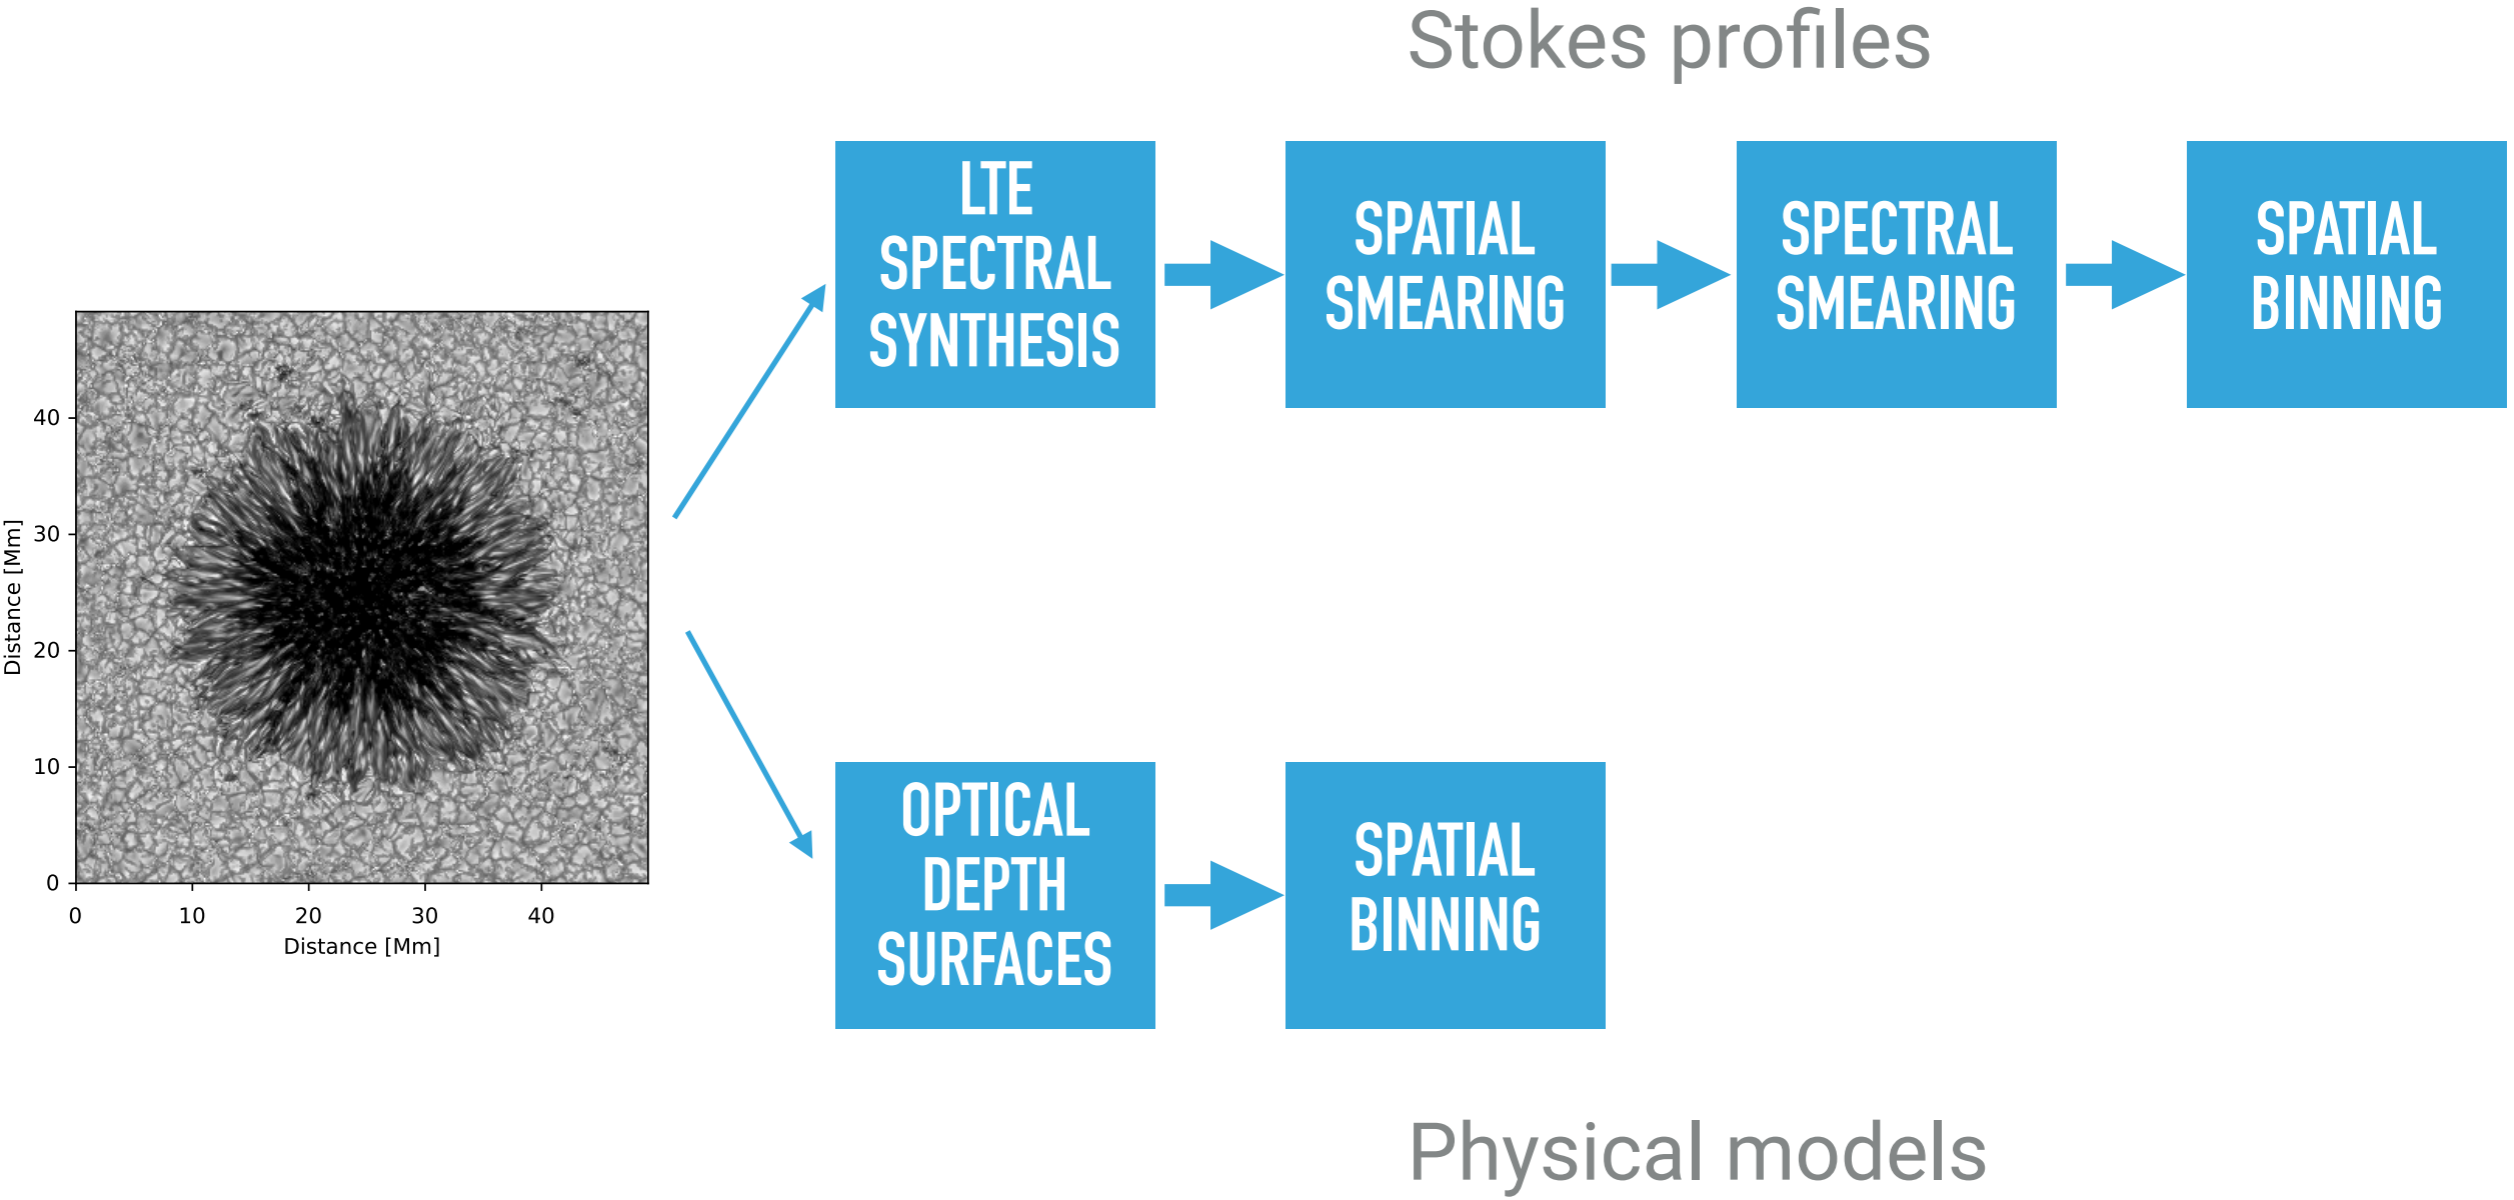 Stokes profiles
LTE
SPECTRAL
SYNTHESIS
SPATIAL
SMEARING
SPECTRAL
SMEARING
SPATIAL
BINNING
40
30
20
10
0
Distance [Mm]
0 10 20 30 40
Distance [Mm]
OPTICAL
DEPTH
SURFACES
SPATIAL
BINNING
Physical models